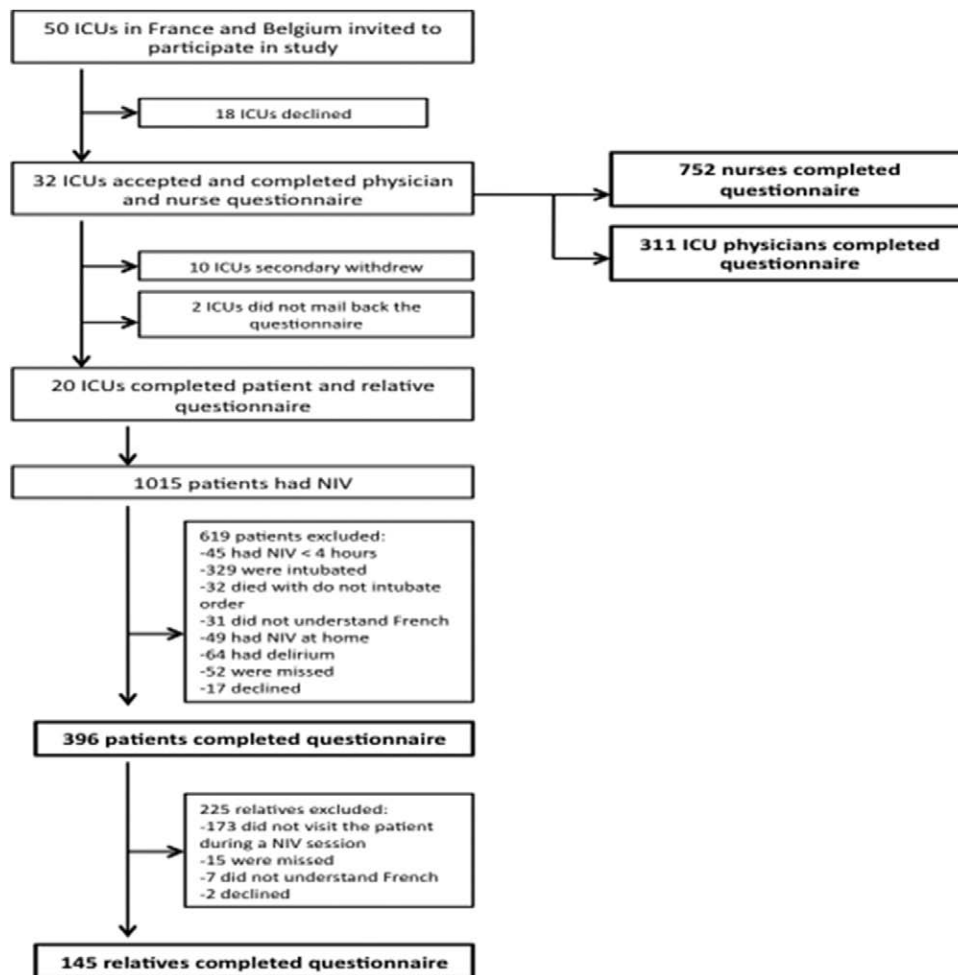 50 ICUs in France and Belgium invited to
participate in study
18 ICUs declined
32 ICUs accepted and completed physician
and nurse questionnaire
752 nurses completed
questionnaire
311 ICU physicians completed
questionnaire
10 ICUs secondary withdrew
2 ICUs did not mail back the
questionnaire
20 ICUs completed patient and relative
questionnaire
1015 patients had NIV
619 patients excluded:
-45 had NIV < 4 hours
-329 were intubated
-32 died with do not intubate
order
-31 did not understand French
-49 had NIV at home
-64 had delirium
-52 were missed
-17 declined
396 patients completed questionnaire
225 relatives excluded:
-173 did not visit the patient
during a NIV session
-15 were missed
-7 did not understand French
-2 declined
145 relatives completed questionnaire